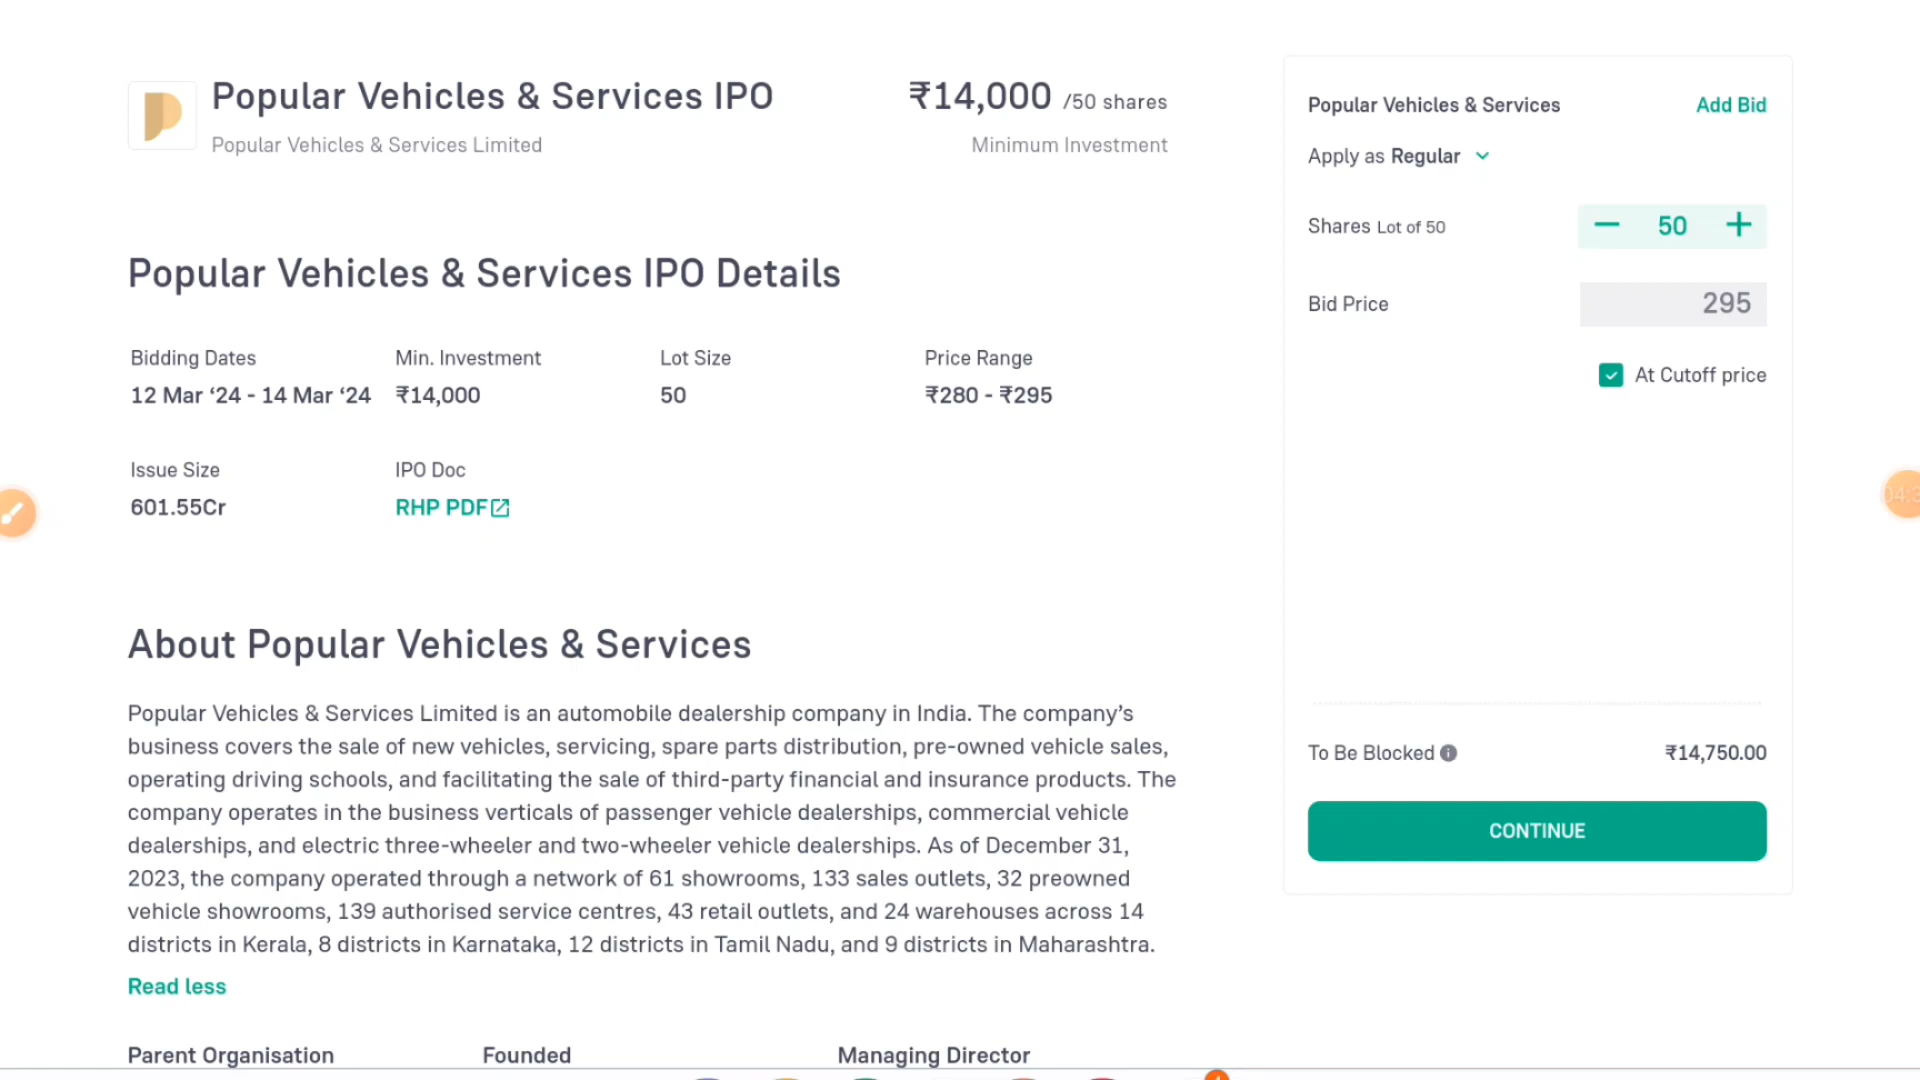 Popular Vehicles & Services IPO
Popular Vehicles & Services Limited
₹14,000 /50 shares
Minimum Investment
Popular Vehicles & Services IPO Details
Bidding Dates
12 Mar ‘24 - 14 Mar ‘24
Min. Investment
₹14,000
Lot Size
50
Price Range
₹280 - ₹295
Issue Size
601.55Cr
IPO Doc
RHP PDF
About Popular Vehicles & Services
Popular Vehicles & Services Limited is an automobile dealership company in India. The company’s
business covers the sale of new vehicles, servicing, spare parts distribution, pre-owned vehicle sales,
operating driving schools, and facilitating the sale of third-party financial and insurance products. The
company operates in the business verticals of passenger vehicle dealerships, commercial vehicle
dealerships, and electric three-wheeler and two-wheeler vehicle dealerships. As of December 31,
2023, the company operated through a network of 61 showrooms, 133 sales outlets, 32 preowned
vehicle showrooms, 139 authorised service centres, 43 retail outlets, and 24 warehouses across 14
districts in Kerala, 8 districts in Karnataka, 12 districts in Tamil Nadu, and 9 districts in Maharashtra.
Read less
Parent Organisation
Founded
Managing Director
Popular Vehicles & Services
Add Bid
Apply as Regular
Shares Lot of 50
50
Bid Price
295
At Cutoff price
To Be Blocked
₹14,750.00
CONTINUE